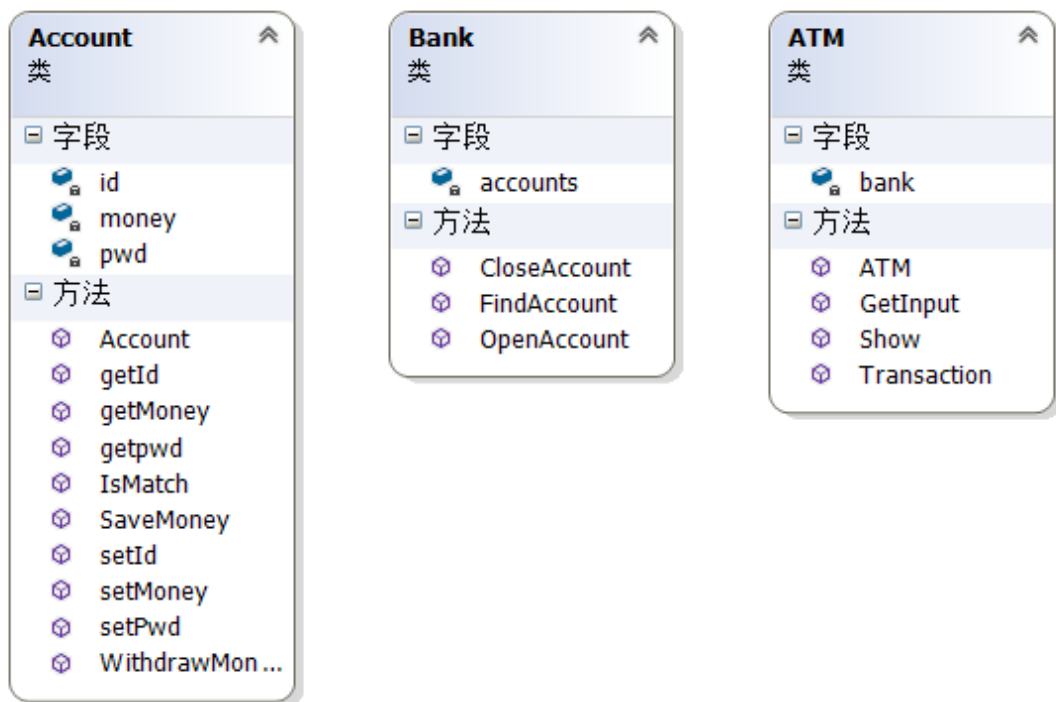 Account
类
字段
id
money
pwd
方法
Account
getId
getMoney
getpwd
IsMatch
SaveMoney
setId
setMoney
setPwd
WithdrawMon ...
Bank
类
字段
accounts
方法
CloseAccount
FindAccount
OpenAccount
ATM
类
字段
bank
方法
ATM
GetInput
Show
Transaction